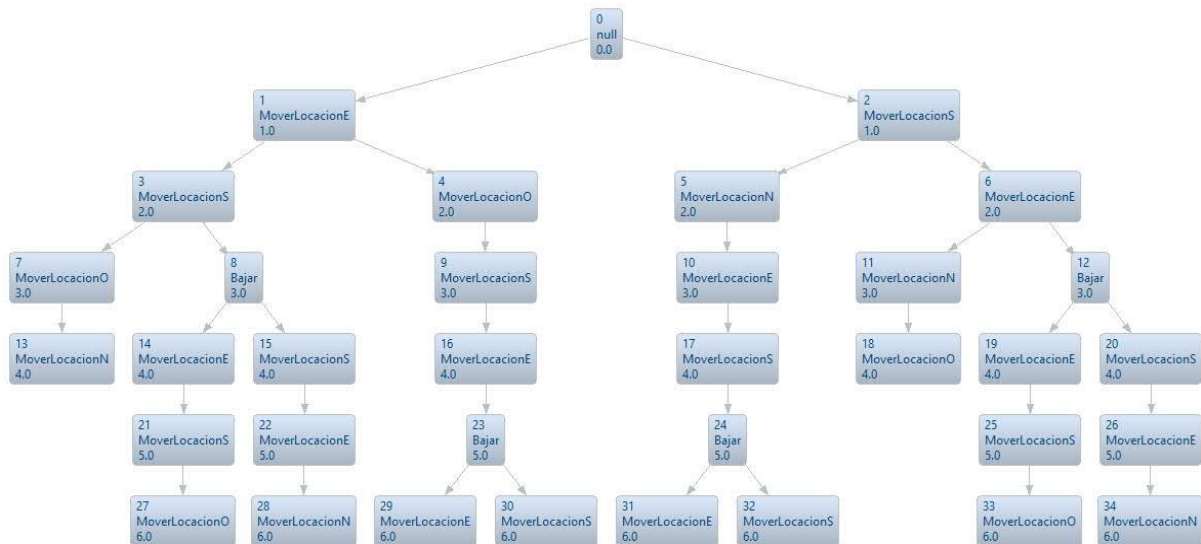 0
null
0.0
1
MoverLocacionE
1.0
2
MoverLocacionS
1.0
3
MoverLocacionS
2.0
4
MoverLocacionO
2.0
5
MoverLocacionN
2.0
6
MoverLocacionE
2.0
7
MoverLocacionO
3.0
8
Bajar
3.0
9
MoverLocacionS
3.0
10
MoverLocacionE
3.0
11
MoverLocacionN
3.0
12
Bajar
3.0
13
MoverLocacionN
4.0
14
MoverLocacionE
4.0
15
MoverLocacionS
4.0
16
MoverLocacionE
4.0
17
MoverLocacionS
4.0
18
MoverLocacionO
4.0
19
MoverLocacionE
4.0
20
MoverLocacionS
4.0
21
MoverLocacionS
5.0
22
MoverLocacionE
5.0
23
Bajar
5.0
24
Bajar
5.0
25
MoverLocacionS
5.0
26
MoverLocacionE
5.0
27
MoverLocacionO
6.0
28
MoverLocacionN
6.0
29
MoverLocacionE
6.0
30
MoverLocacionS
6.0
31
MoverLocacionE
6.0
32
MoverLocacionS
6.0
33
MoverLocacionO
6.0
34
MoverLocacionN
6.0